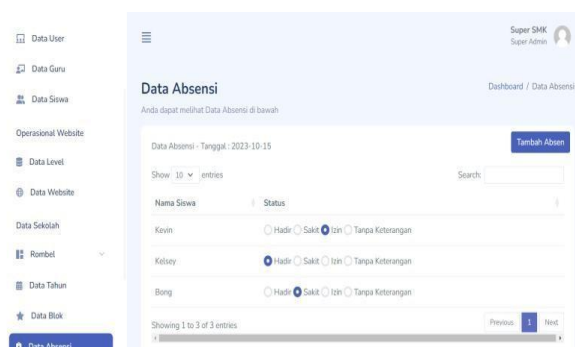 Data User
Data Guru
Data Siswa
Operasional Website
Data Level
Data Website
Data Sekolah
Rombel
Data Tahun
Data Blok
Data Absensi
Super SMK
Super Admin
Data Absensi
Dashboard / Data Absensi
Anda dapat melihat Data Absensi di bawah
Data Absensi - Tanggal : 2023-10-15
Tambah Absen
Show 10 entries
Search:
Nama Siswa Status
Kevin Hadir Sakit Izin Tanpa Keterangan
Kelsey Hadir Sakit Izin Tanpa Keterangan
Bong Hadir Sakit Izin Tanpa Keterangan
Showing 1 to 3 of 3 entries
Previous 1 Next